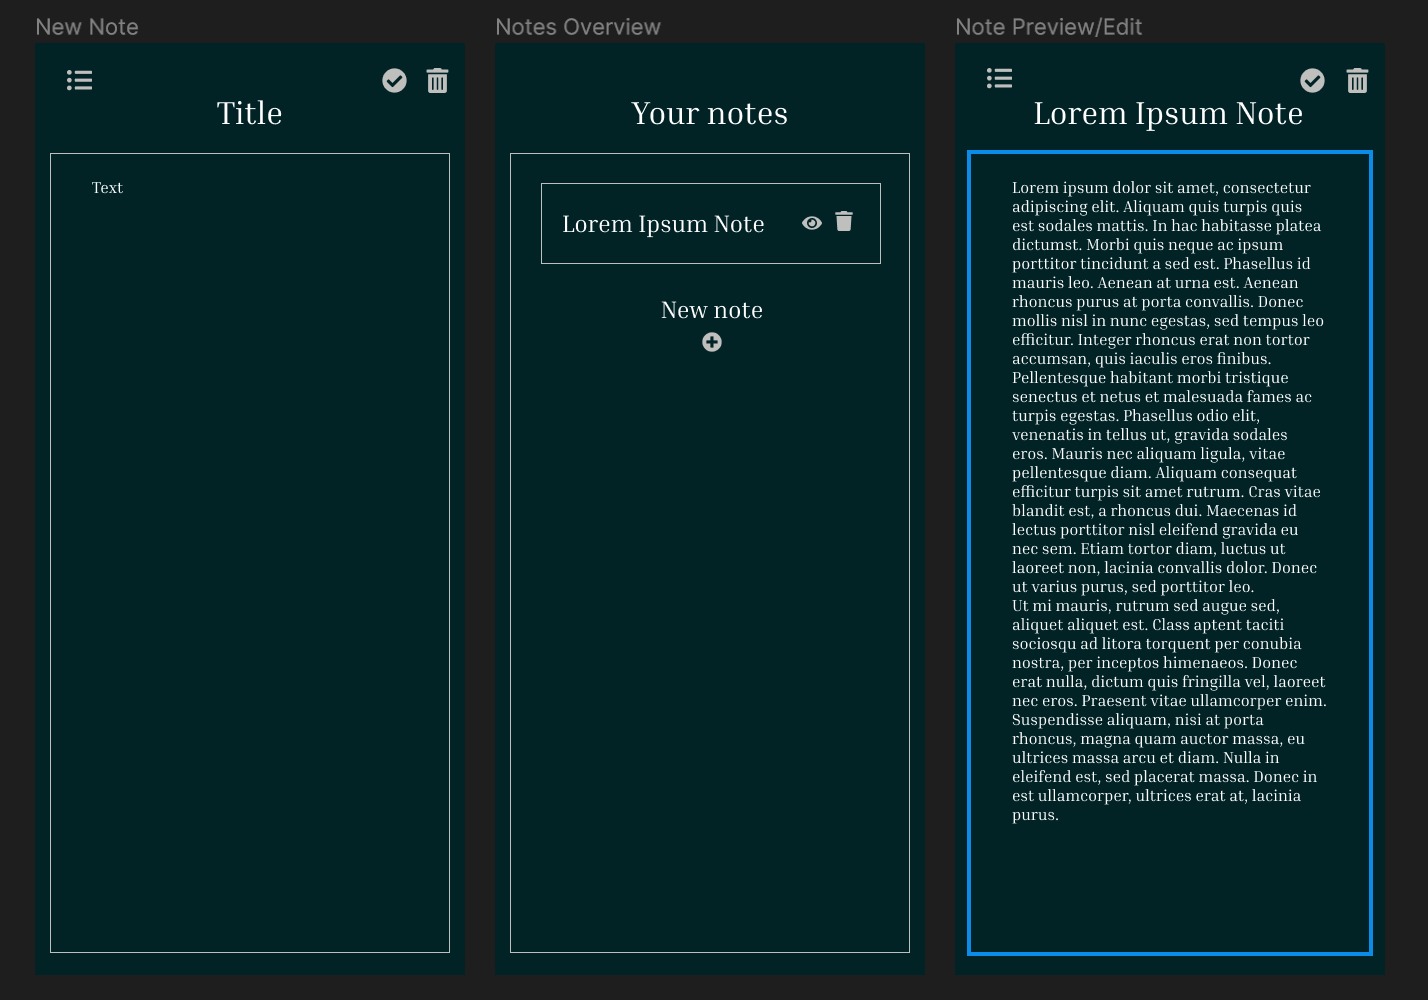 New Note
Title
Text
Notes Overview
Your notes
Lorem Ipsum Note
New note
Note Preview/Edit
Lorem Ipsum Note
Lorem ipsum dolor sit amet, consectetur
adipiscing elit. Aliquam quis turpis quis
est sodales mattis. In hac habitasse platea
dictumst. Morbi quis neque ac ipsum
porttitor tincidunt a sed est. Phasellus id
mauris leo. Aenean at urna est. Aenean
rhoncus purus at porta convallis. Donec
mollis nisl in nunc egestas, sed tempus leo
efficitur. Integer rhoncus erat non tortor
accumsan, quis iaculis eros finibus.
Pellentesque habitant morbi tristique
senectus et netus et malesuada fames ac
turpis egestas. Phasellus odio elit,
venenatis in tellus ut, gravida sodales
eros. Mauris nec aliquam ligula, vitae
pellentesque diam. Aliquam consequat
efficitur turpis sit amet rutrum. Cras vitae
blandit est, a rhoncus dui. Maecenas id
lectus porttitor nisl eleifend gravida eu
nec sem. Etiam tortor diam, luctus ut
laoreet non, lacinia convallis dolor. Donec
ut varius purus, sed porttitor leo.
Ut mi mauris, rutrum sed augue sed,
aliquet aliquet est. Class aptent taciti
sociosqu ad litora torquent per conubia
nostra, per inceptos himenaeos. Donec
erat nulla, dictum quis fringilla vel, laoreet
nec eros. Praesent vitae ullamcorper enim.
Suspendisse aliquam, nisi at porta
rhoncus, magna quam auctor massa, eu
ultrices massa arcu et diam. Nulla in
eleifend est, sed placerat massa. Donec in
est ullamcorper, ultrices erat at, lacinia
purus.